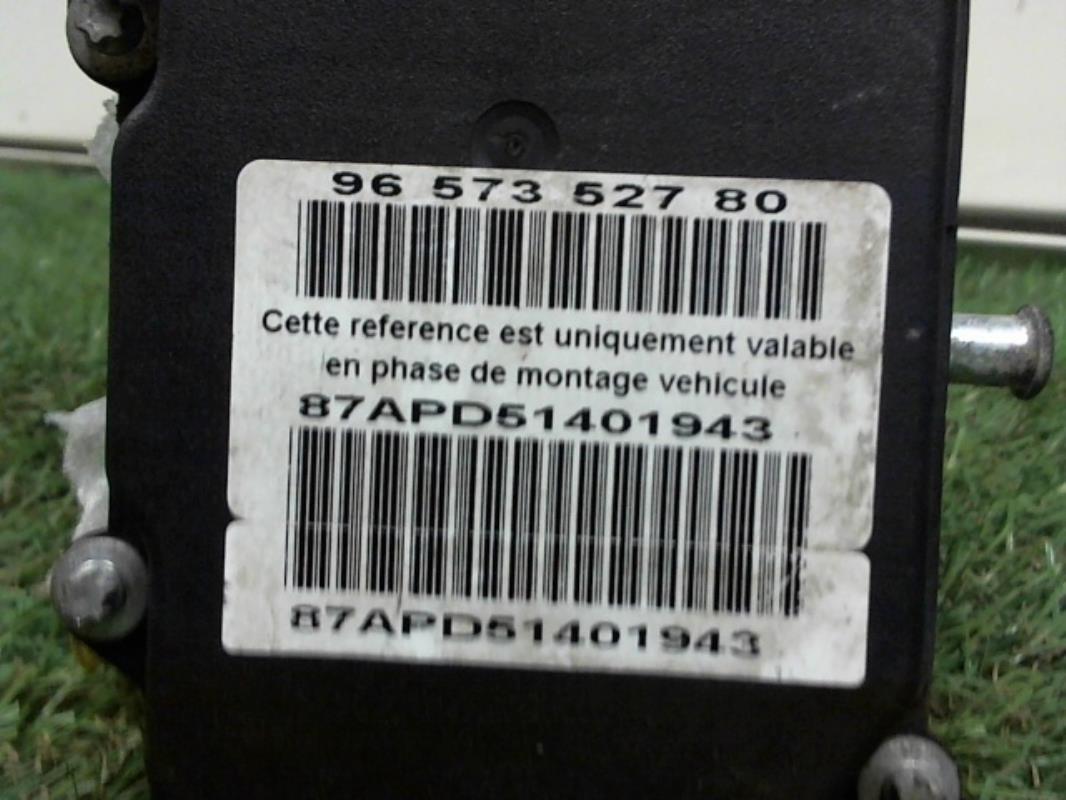 96 573 527 80
Cette reference est uniquement valable
en phase de montage vehicule
87APD51401943
87APD51401943